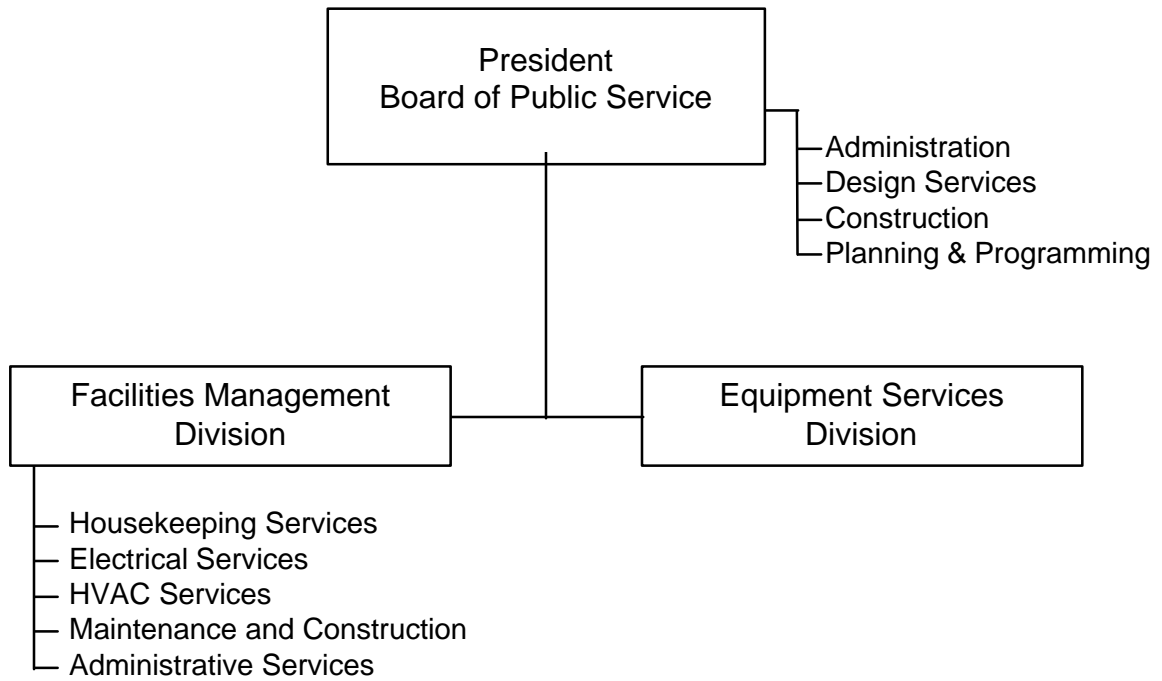 President
Board of Public Service
Administration
Design Services
Construction
Planning & Programming
Facilities Management
Division
Equipment Services
Division
Housekeeping Services
Electrical Services
HVAC Services
Maintenance and Construction
Administrative Services